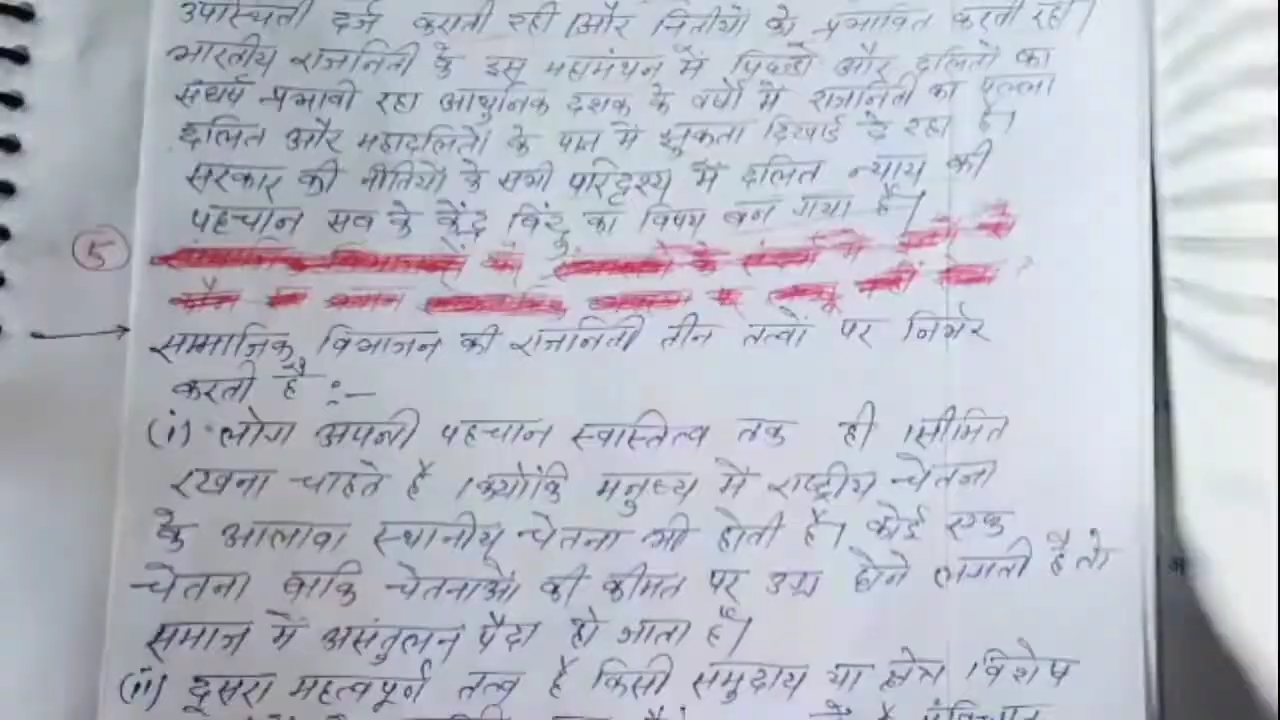 उपस्थिती दर्ज कराती रही और नितीयों को प्रभावित करती रही।
भारतीय राजनिती के इस महामंथन में पिछड़ों और दलितों का
संघर्ष प्रभावी रहा आधुनिक दशक के वर्षों में राजनिती का पल्ला
दलित और महादलितों के पक्ष में झुकता दिखाई दे रहा है।
सरकार की नीतियों के सभी परिदृश्य में दलित न्याय की
पहचान सब के केंद्र बिंदु का विषय बन गया है।
5
सामाजिक विभाजन की राजनिती तीन तत्वों पर निर्भर
करती है :-
(i) लोग अपनी पहचान स्वास्तित्व तक ही सीमित
रखना चाहते है। क्योंकि मनुष्य में राष्ट्रीय चेतना
के आलावा स्थानीय चेतना भी होती है। कोई एक
चेतना बाकि चेतनाओं की कीमत पर उग्र होने लगती है तो
समाज में असंतुलन पैदा हो जाता है।
(ii) दूसरा महत्वपूर्ण तत्व है किसी समुदाय या क्षेत्र विशेष